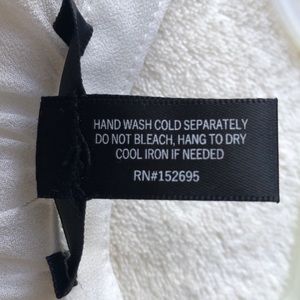 HAND WASH COLD SEPARATELY
DO NOT BLEACH, HANG TO DRY
COOL IRON IF NEEDED
RN#152695